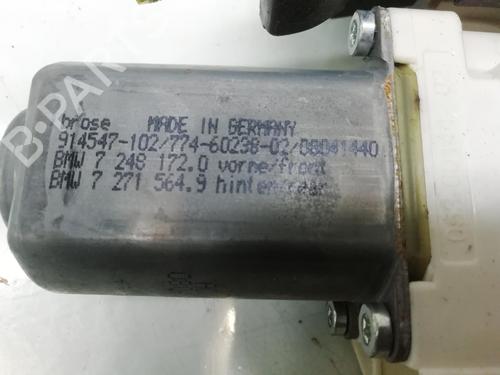 brose MADE IN GERMANY
914547-102/774-60238-02/08041440
BMW 7 248 172.0 vorne/front
BMW 7 271 564.9 hinten/rear
B-PARTS